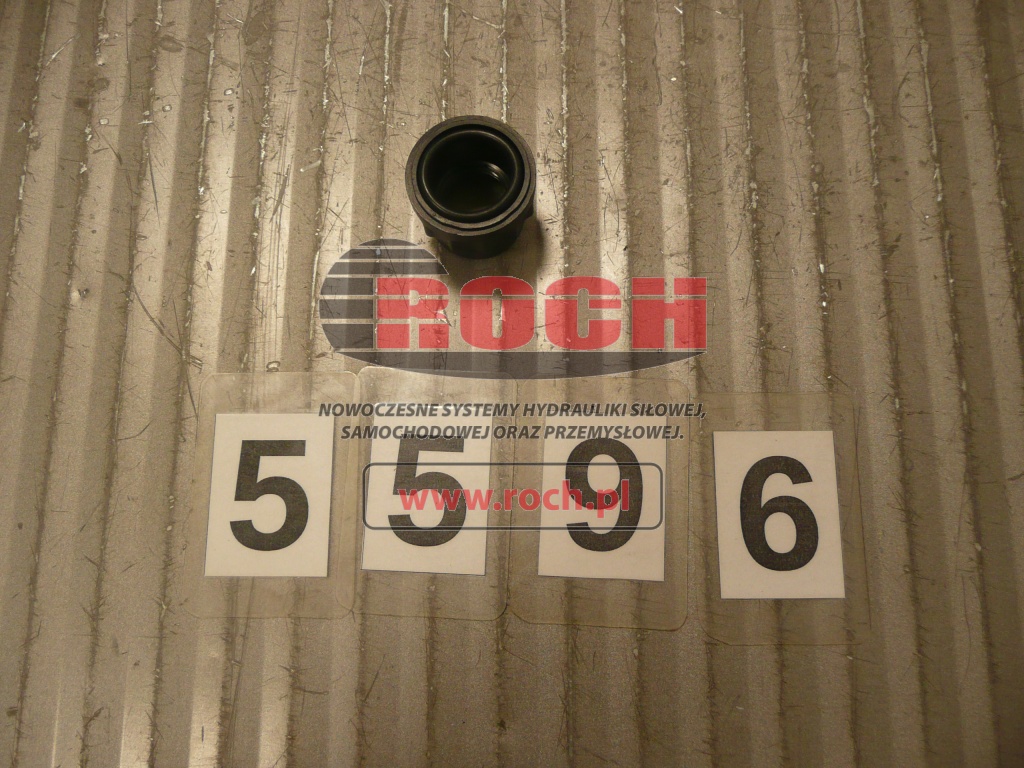 ROCH
NOWOCZESNE SYSTEMY HYDRAULIKI SIŁOWEJ,
SAMOCHODOWEJ ORAZ PRZEMYSŁOWEJ.
www.roch.pl
5 5 9 6